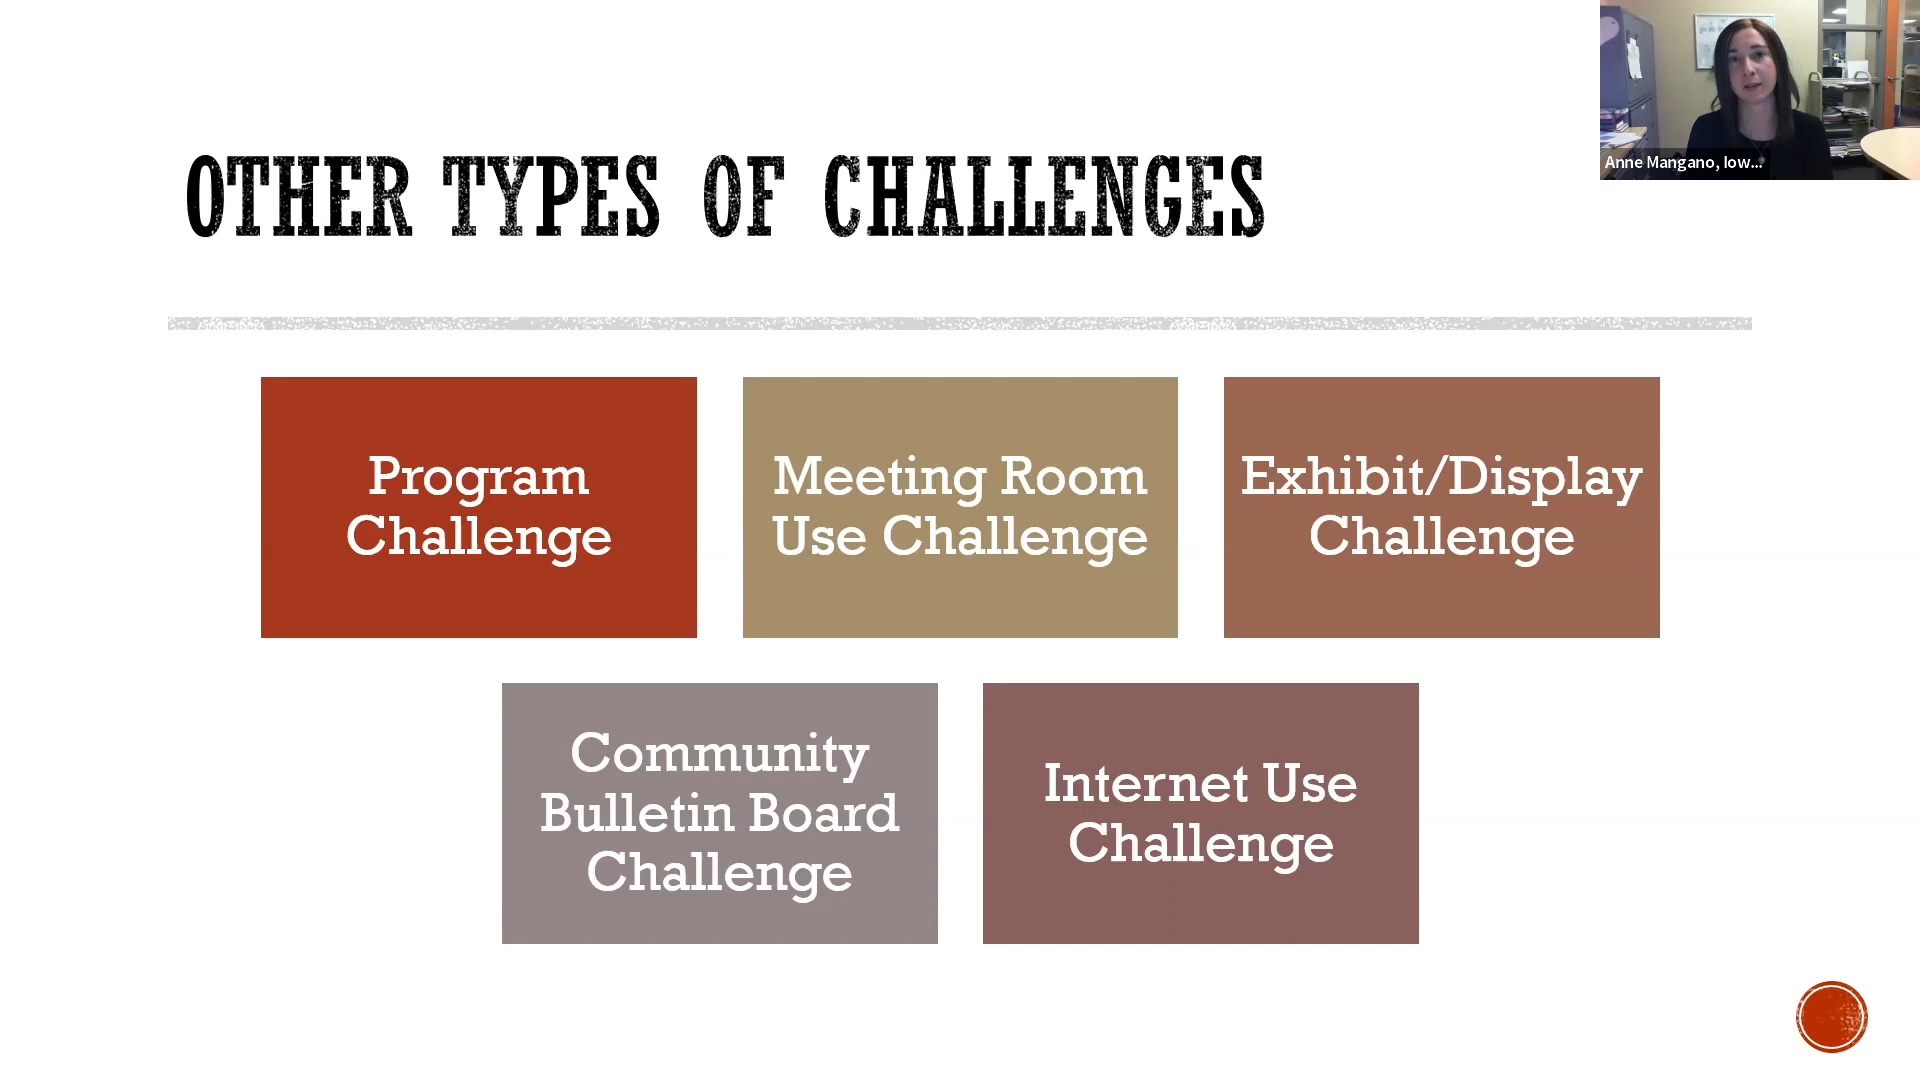 OTHER TYPES OF CHALLENGES
Anne Mangano, Iow...
Program
Challenge
Meeting Room
Use Challenge
Exhibit/Display
Challenge
Community
Bulletin Board
Challenge
Internet Use
Challenge